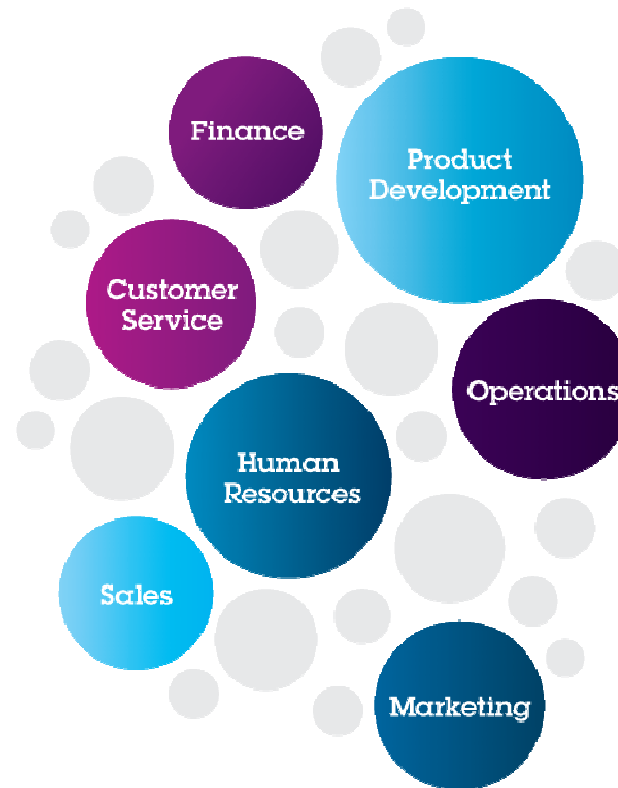 Finance
Product
Development
Customer
Service
Operations
Human
Resources
Sales
Marketing